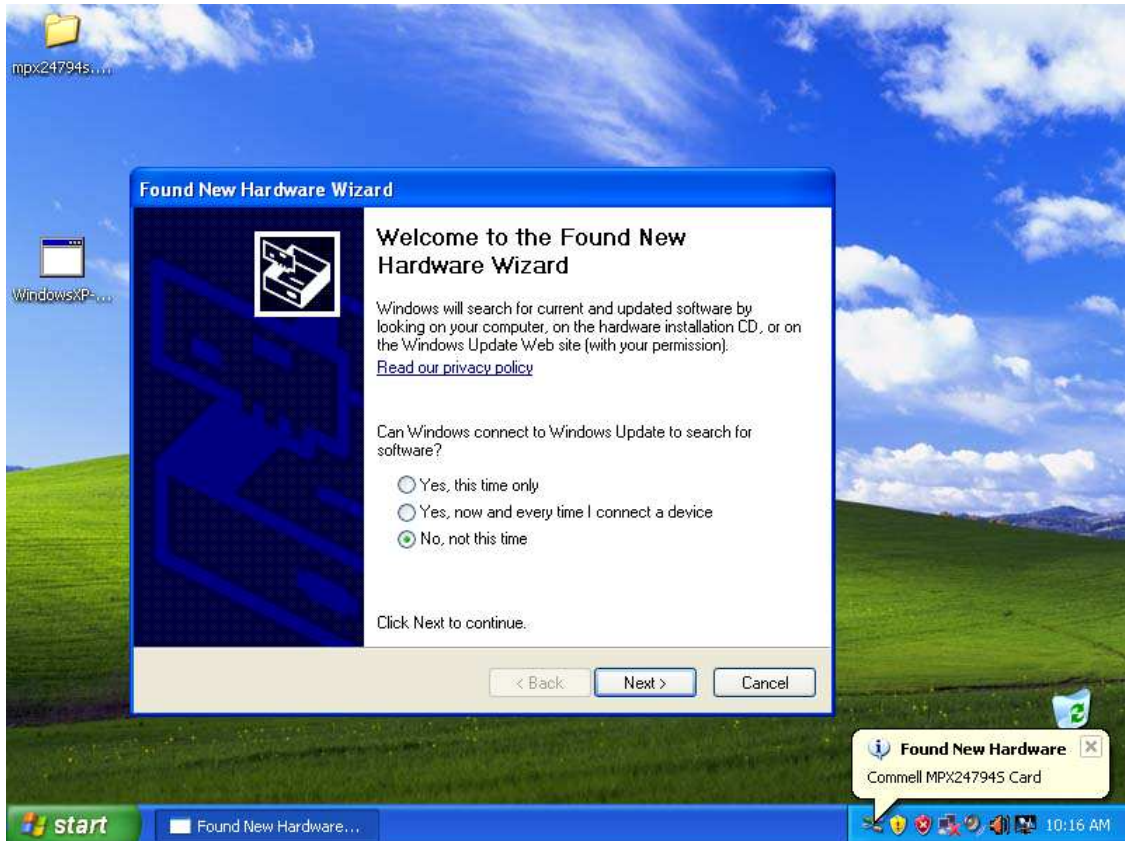 mpx24794s....
WindowsXP-...
Found New Hardware Wizard
Welcome to the Found New
Hardware Wizard
Windows will search for current and updated software by
looking on your computer, on the hardware installation CD, or on
the Windows Update Web site (with your permission).
Read our privacy policy
Can Windows connect to Windows Update to search for
software?
Yes, this time only
Yes, now and every time I connect a device
No, not this time
Click Next to continue.
< Back
Next >
Cancel
Found New Hardware
Commell MPX24794S Card
start
Found New Hardware...
10:16 AM